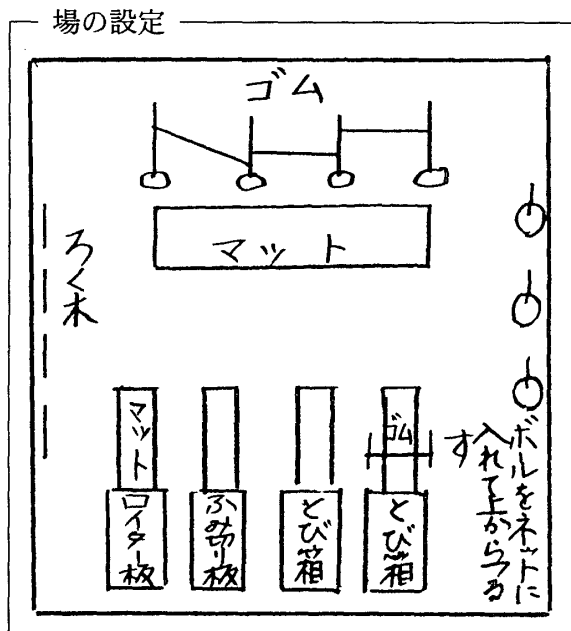 場の設定
ゴム
マット
ろく木
マット
ロイター板
ふみ切り板
とび箱
ゴム
とび箱
ボルをネットに
入れて上からつる
す